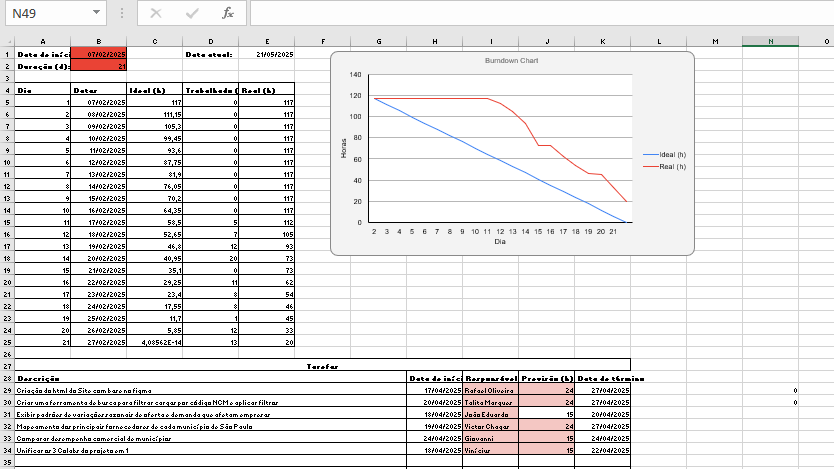 N49
fx
A B C D E F G H I J K L M N O
1 Data de iníci 07/02/2025 Data atual: 21/05/2025
2 Duração (d): 21
3
4 Dia Datas Ideal (h) Trabalhada ( Real (h)
5 1 07/02/2025 117 0 117
6 2 08/02/2025 111,15 0 117
7 3 09/02/2025 105,3 0 117
8 4 10/02/2025 99,45 0 117
9 5 11/02/2025 93,6 0 117
10 6 12/02/2025 87,75 0 117
11 7 13/02/2025 81,9 0 117
12 8 14/02/2025 76,05 0 117
13 9 15/02/2025 70,2 0 117
14 10 16/02/2025 64,35 0 117
15 11 17/02/2025 58,5 5 112
16 12 18/02/2025 52,65 7 105
17 13 19/02/2025 46,8 12 93
18 14 20/02/2025 40,95 20 73
19 15 21/02/2025 35,1 0 73
20 16 22/02/2025 29,25 11 62
21 17 23/02/2025 23,4 8 54
22 18 24/02/2025 17,55 8 46
23 19 25/02/2025 11,7 1 45
24 20 26/02/2025 5,85 12 33
25 21 27/02/2025 4,08562E-14 13 20
26
Burndown Chart
140
120
100
80
60
40
20
0
Horas
2 3 4 5 6 7 8 9 10 11 12 13 14 15 16 17 18 19 20 21
Dia
Ideal (h)
Real (h)
27 Tarefas
28 Descrição Data de iníci Responsável Previsão (h) Data de término
29 Criação do html do Site com base no figma 17/04/2025 Rafael Oliveira 24 27/04/2025 0
30 Criar uma ferramenta de busca para filtrar cargas por código NCM e aplicar filtros 20/04/2025 Talita Marques 24 27/04/2025 0
31 Exibir padrões de variações sazonais de oferta e demanda que afetam empresas 18/04/2025 João Eduardo 15 20/04/2025
32 Mapeamento das principais fornecedores de cada município de São Paulo 19/04/2025 Victor Chagas 24 27/04/2025
33 Comparar desempenho comercial de municípios 24/04/2025 Giovanni 15 24/04/2025
34 Unificar as 3 Colabs do projeto em 1 18/04/2025 Vinícius 15 22/04/2025
35